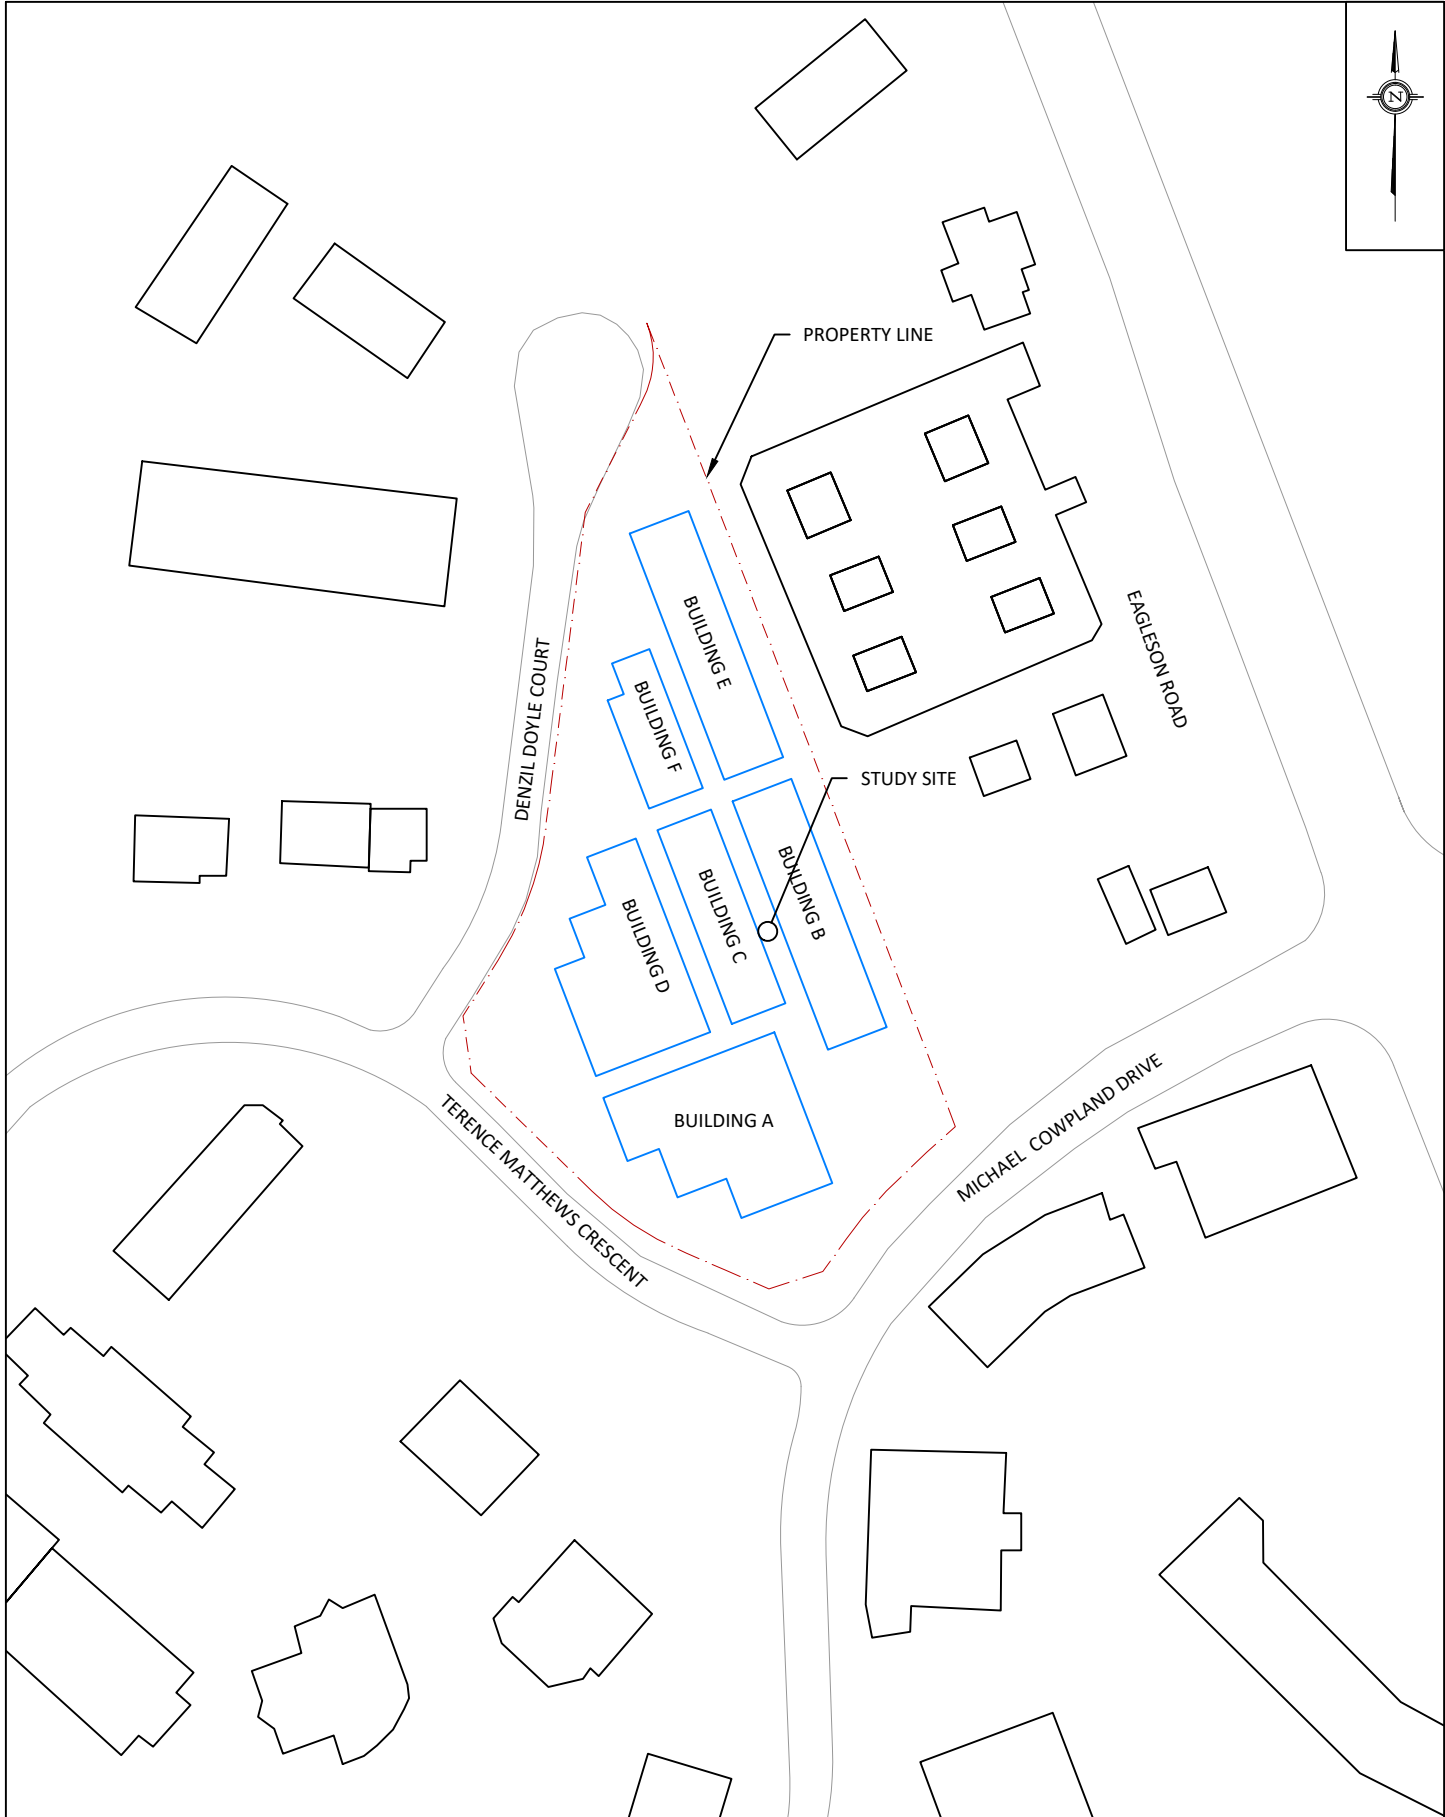 N
PROPERTY LINE
BUILDING E
EAGLESON ROAD
DENZIL DOYLE COURT
BUILDING F
STUDY SITE
BUILDING B
BUILDING C
BUILDING D
BUILDING A
MICHAEL COWPLAND DRIVE
TERENCE MATTHEWS CRESCENT